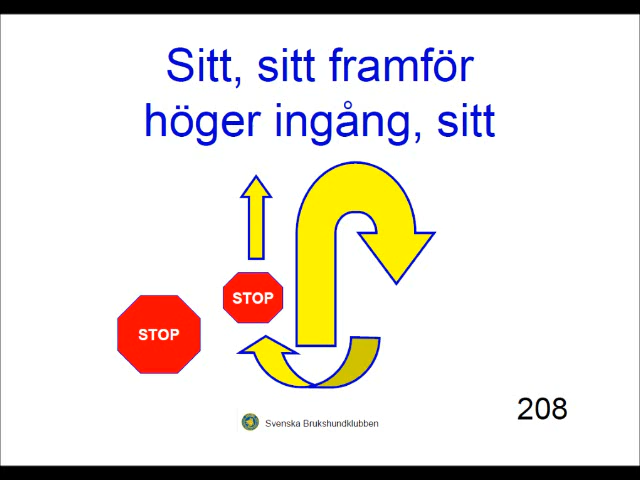 Sitt, sitt framför
höger ingång, sitt
STOP
STOP
208
Svenska Brukshundklubben